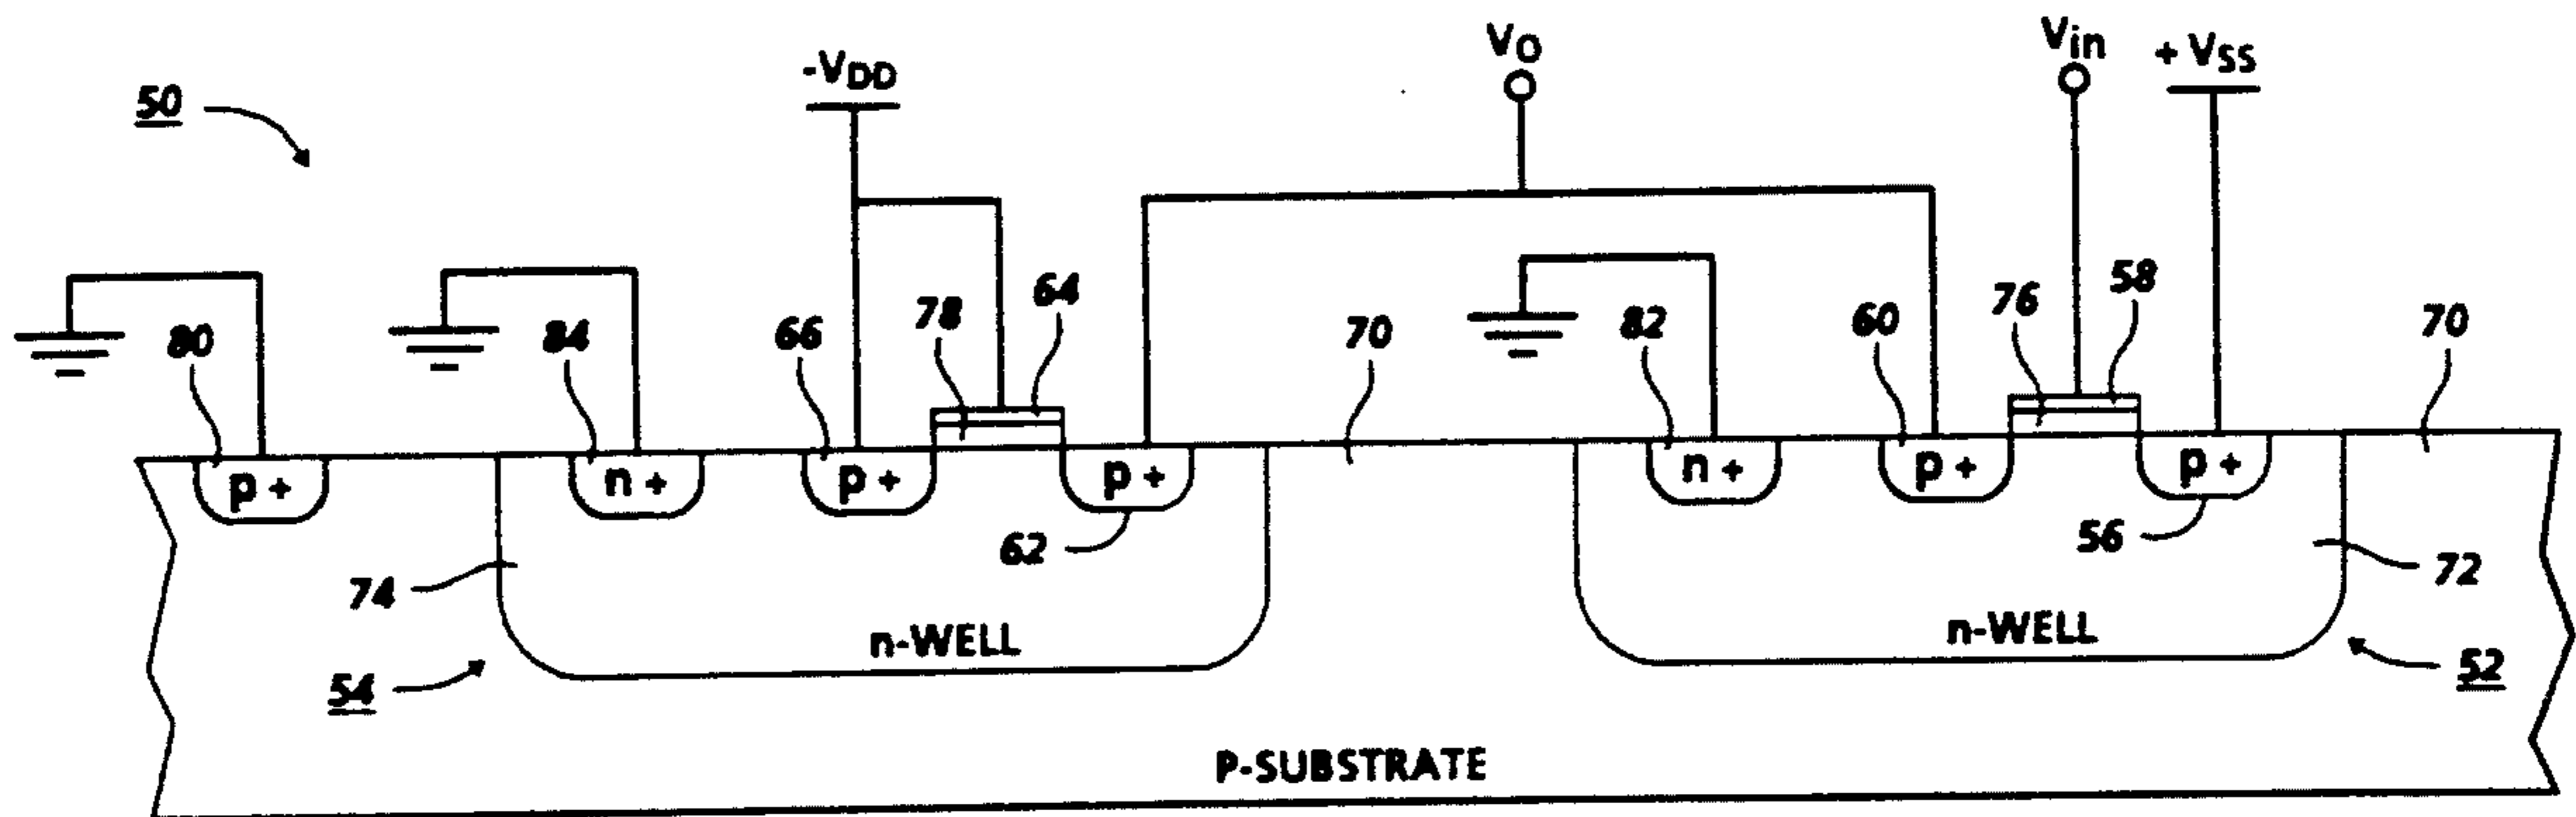 50
-VDD
VO
Vin
+ VSS
80
84
66
78
64
70
82
60
76
58
70
p +
n +
p +
p +
n +
p +
p +
62
56
74
72
n-WELL
n-WELL
54
52
P-SUBSTRATE